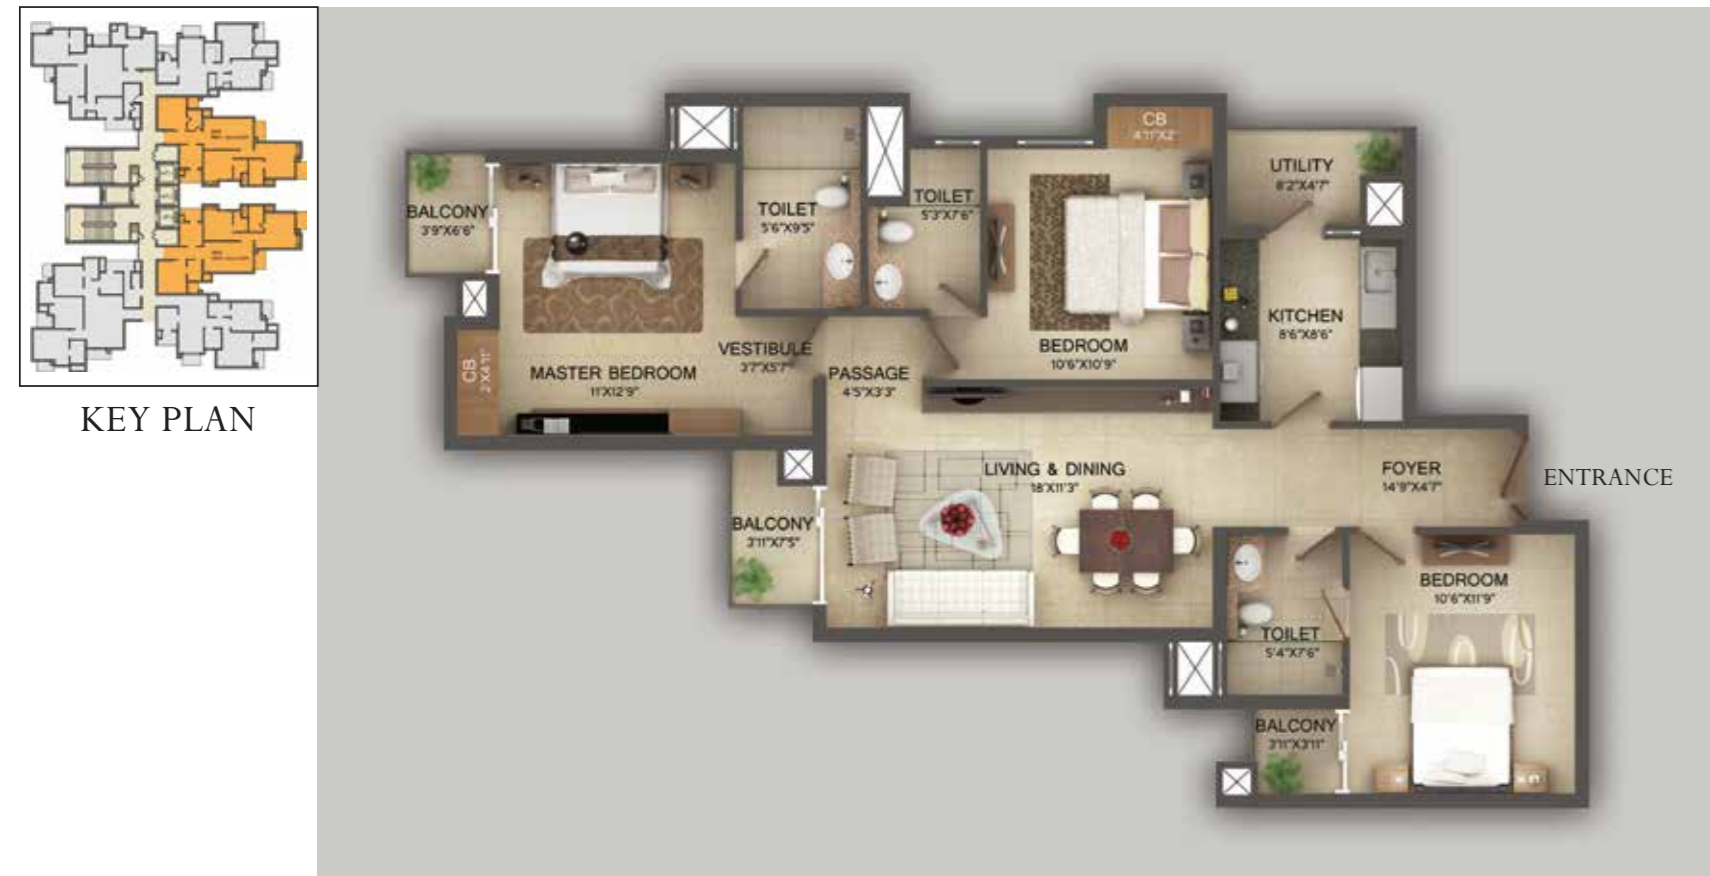 KEY PLAN
CB
4'11"X2'
UTILITY
8'2"X4'7"
BALCONY
3'9"X6'6"
TOILET
5'6"X9'5"
TOILET
5'3"X7'6"
KITCHEN
8'6"X8'6"
BEDROOM
10'6"X10'9"
VESTIBULE
3'7"X5'7"
CB
2'X4'11"
MASTER BEDROOM
11'X12'9"
PASSAGE
4'5"X3'3"
LIVING & DINING
18'X11'3"
FOYER
14'9"X4'7"
ENTRANCE
BALCONY
3'11"X7'5"
BEDROOM
10'6"X11'9"
TOILET
5'4"X7'6"
BALCONY
3'11"X3'11"